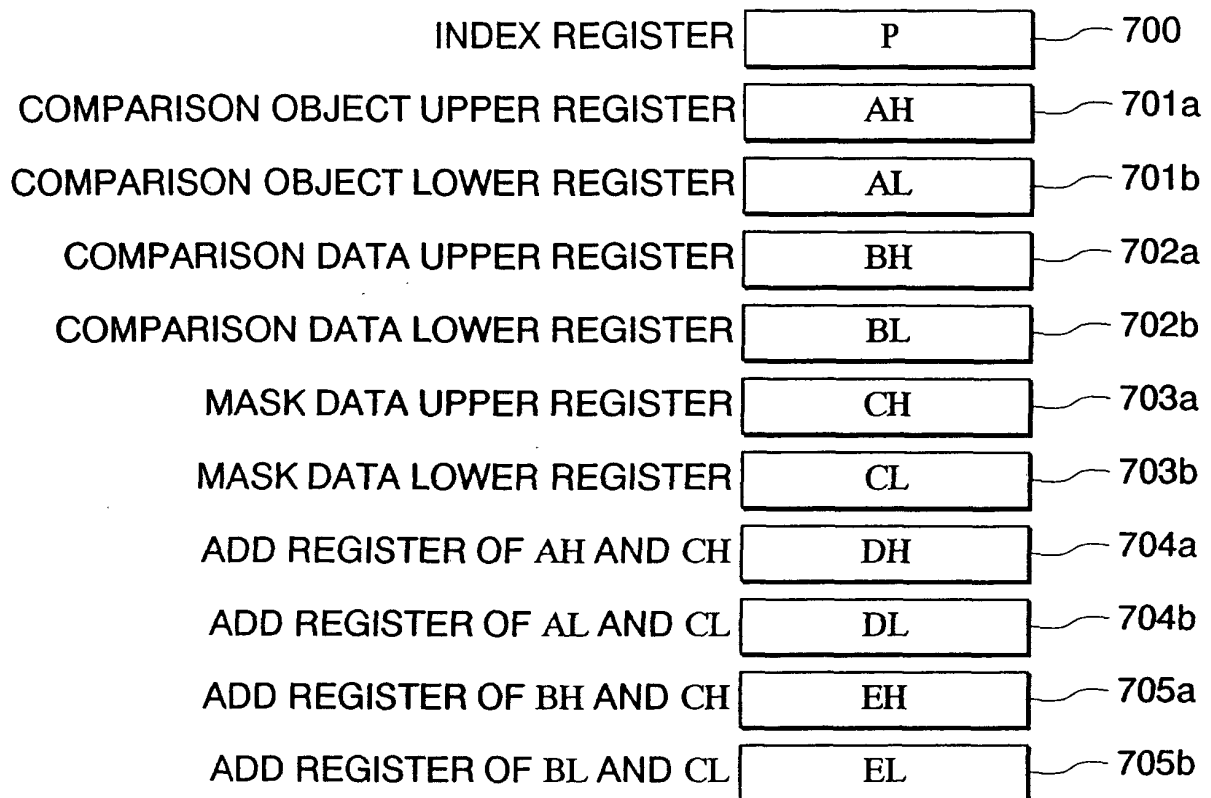 INDEX REGISTER P 700
COMPARISON OBJECT UPPER REGISTER AH 701a
COMPARISON OBJECT LOWER REGISTER AL 701b
COMPARISON DATA UPPER REGISTER BH 702a
COMPARISON DATA LOWER REGISTER BL 702b
MASK DATA UPPER REGISTER CH 703a
MASK DATA LOWER REGISTER CL 703b
ADD REGISTER OF AH AND CH DH 704a
ADD REGISTER OF AL AND CL DL 704b
ADD REGISTER OF BH AND CH EH 705a
ADD REGISTER OF BL AND CL EL 705b